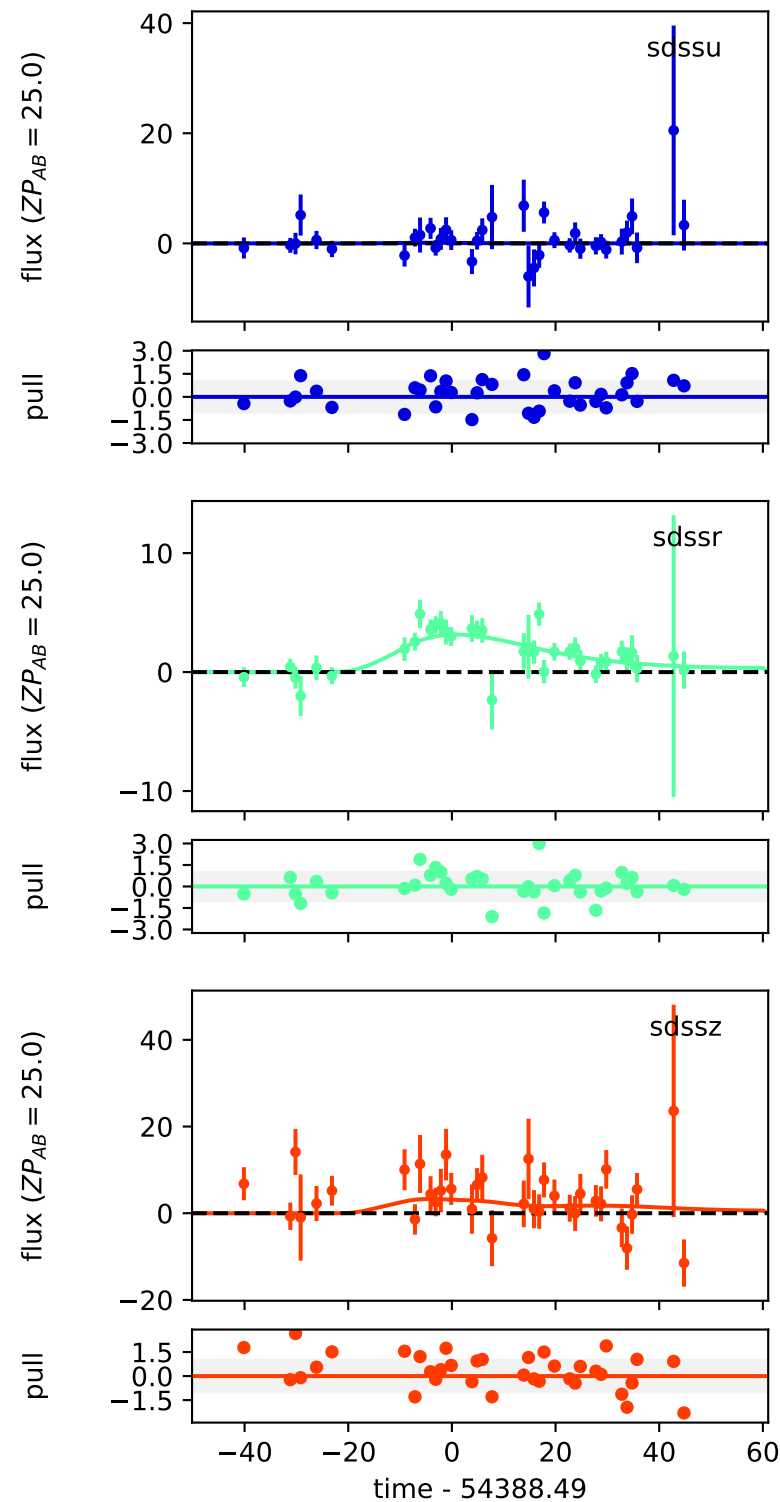 40
sdssu
20
0
flux (ZP_AB = 25.0)
3.0
1.5
0.0
−1.5
−3.0
pull
10
sdssr
0
−10
flux (ZP_AB = 25.0)
3.0
1.5
0.0
−1.5
−3.0
pull
40
sdssz
20
0
−20
flux (ZP_AB = 25.0)
1.5
0.0
−1.5
pull
−40 −20 0 20 40 60
time - 54388.49